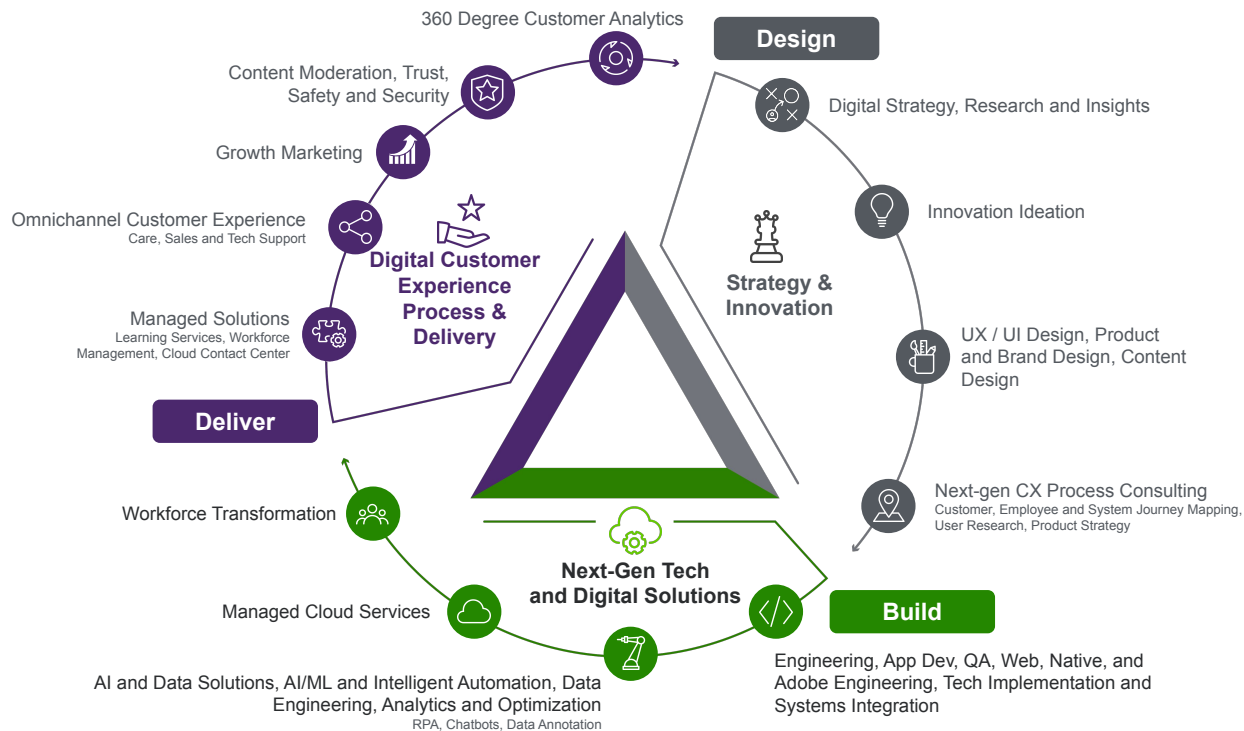 360 Degree Customer Analytics
Design
Content Moderation, Trust,
Safety and Security
Digital Strategy, Research and Insights
Growth Marketing
Innovation Ideation
Omnichannel Customer Experience
Care, Sales and Tech Support
Digital Customer
Experience
Process &
Delivery
Strategy &
Innovation
Managed Solutions
Learning Services, Workforce
Management, Cloud Contact Center
UX / UI Design, Product
and Brand Design, Content
Design
Deliver
Next-gen CX Process Consulting
Customer, Employee and System Journey Mapping,
User Research, Product Strategy
Workforce Transformation
Next-Gen Tech
and Digital Solutions
Managed Cloud Services
Build
Engineering, App Dev, QA, Web, Native, and
Adobe Engineering, Tech Implementation and
Systems Integration
AI and Data Solutions, AI/ML and Intelligent Automation, Data
Engineering, Analytics and Optimization
RPA, Chatbots, Data Annotation